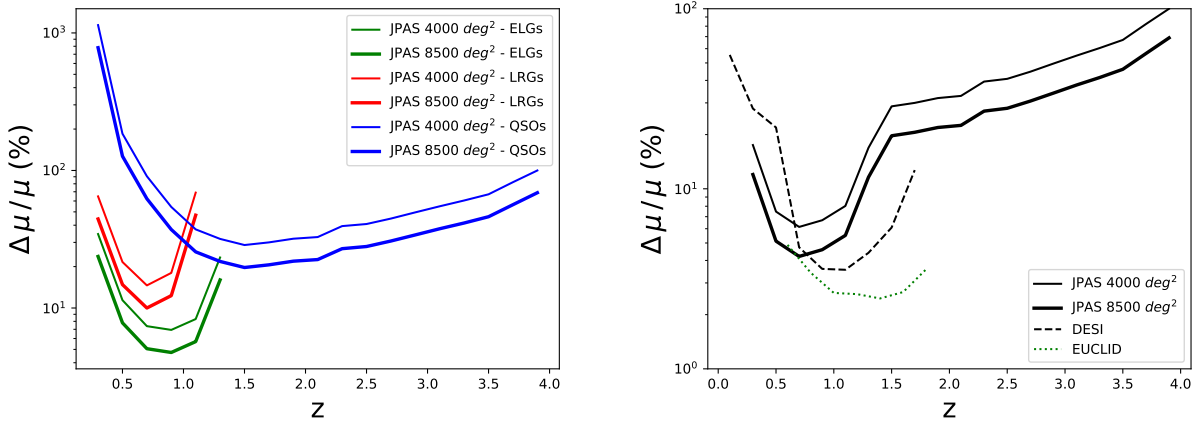 Δμ/μ (%)
10³
10²
10¹
JPAS 4000 deg² - ELGs
JPAS 8500 deg² - ELGs
JPAS 4000 deg² - LRGs
JPAS 8500 deg² - LRGs
JPAS 4000 deg² - QSOs
JPAS 8500 deg² - QSOs
0.5 1.0 1.5 2.0 2.5 3.0 3.5 4.0
z
Δμ/μ (%)
10²
10¹
10⁰
JPAS 4000 deg²
JPAS 8500 deg²
DESI
EUCLID
0.0 0.5 1.0 1.5 2.0 2.5 3.0 3.5 4.0
z